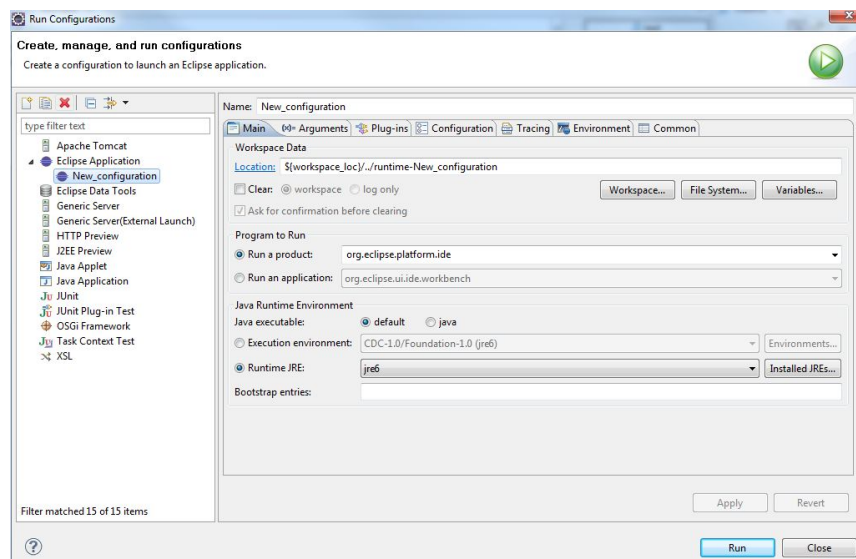 Run Configurations
Create, manage, and run configurations
Create a configuration to launch an Eclipse application.
type filter text
Apache Tomcat
Eclipse Application
New_configuration
Eclipse Data Tools
Generic Server
Generic Server(External Launch)
HTTP Preview
J2EE Preview
Java Applet
Java Application
JUnit
JUnit Plug-in Test
OSGi Framework
Task Context Test
XSL
Filter matched 15 of 15 items
Name: New_configuration
Main Arguments Plug-ins Configuration Tracing Environment Common
Workspace Data
Location: ${workspace_loc}/../runtime-New_configuration
Clear: workspace log only Workspace... File System... Variables...
Ask for confirmation before clearing
Program to Run
Run a product: org.eclipse.platform.ide
Run an application: org.eclipse.ui.ide.workbench
Java Runtime Environment
Java executable: default java
Execution environment: CDC-1.0/Foundation-1.0 (jre6) Environments...
Runtime JRE: jre6 Installed JREs...
Bootstrap entries:
Apply Revert
Run Close